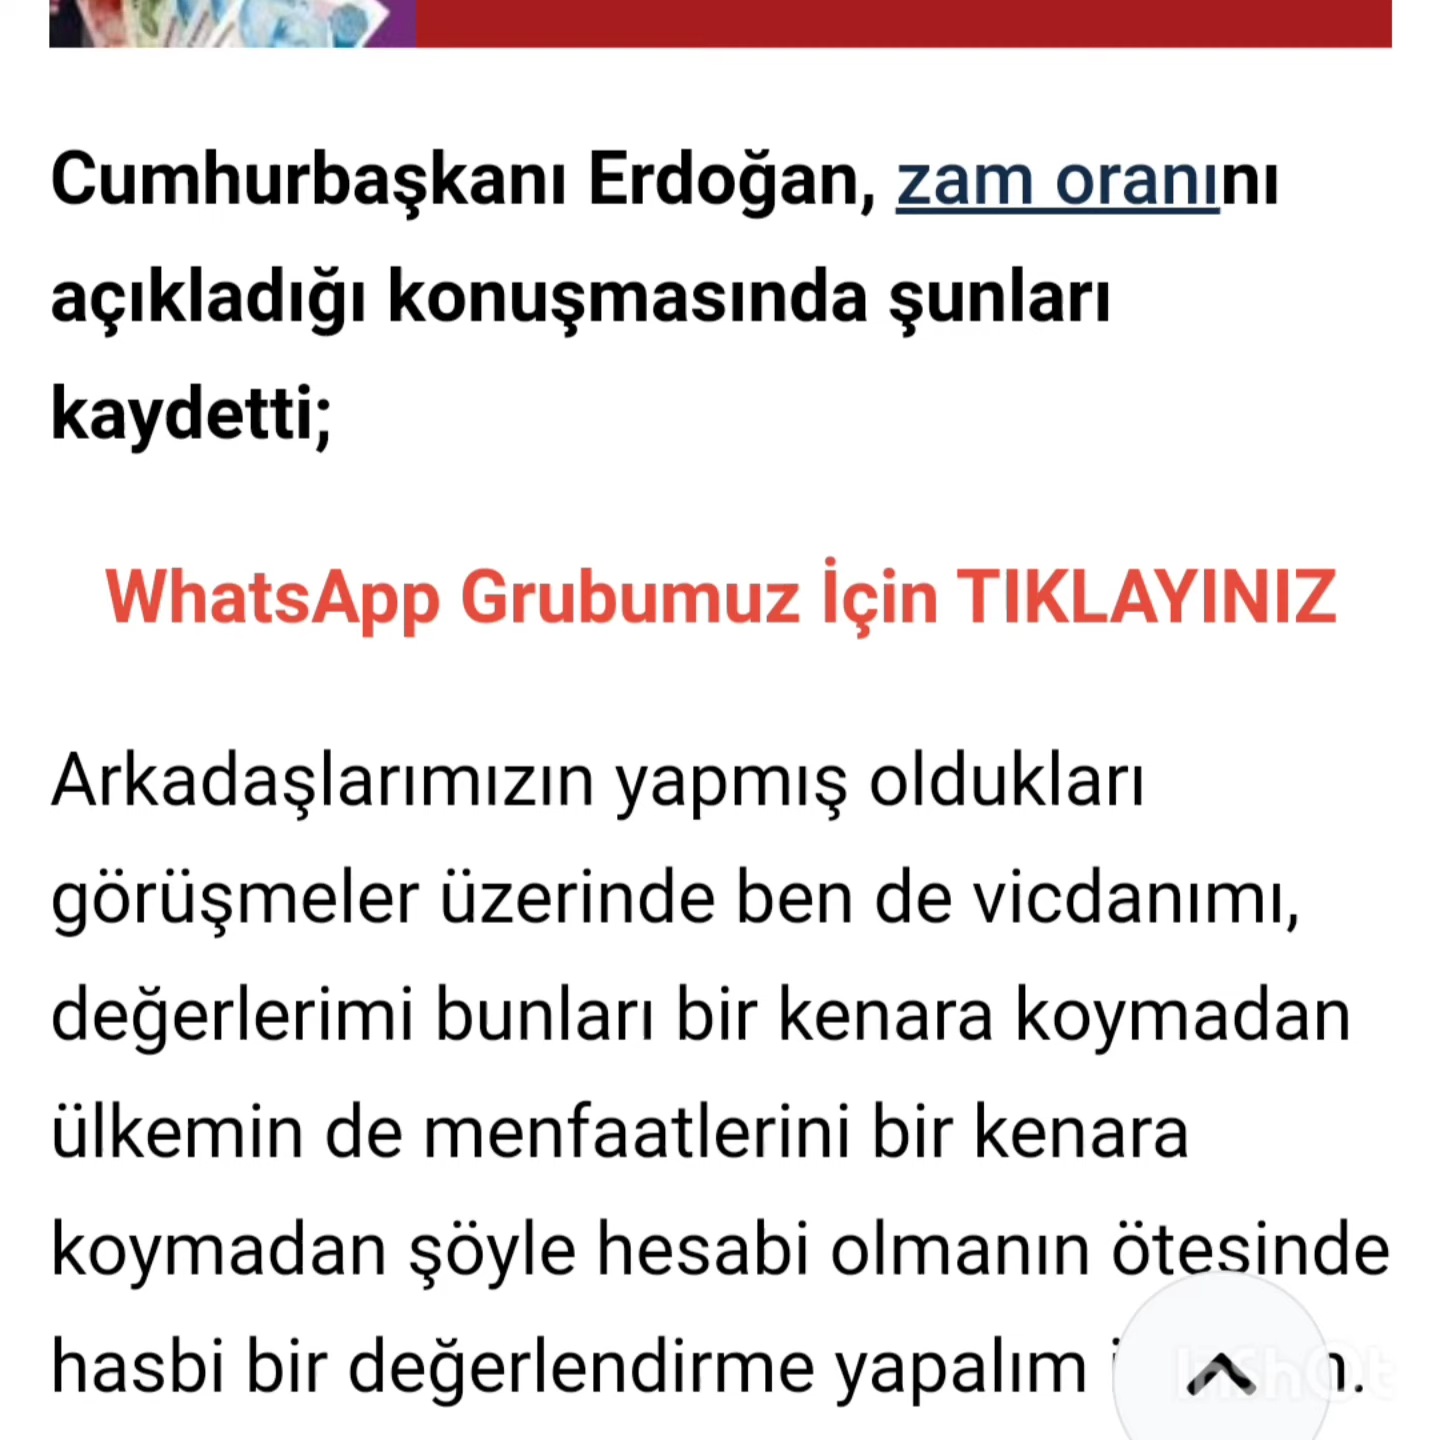 Cumhurbaşkanı Erdoğan, zam oranını
açıkladığı konuşmasında şunları
kaydetti;
WhatsApp Grubumuz İçin TIKLAYINIZ
Arkadaşlarımızın yapmış oldukları
görüşmeler üzerinde ben de vicdanımı,
değerlerimi bunları bir kenara koymadan
ülkemin de menfaatlerini bir kenara
koymadan şöyle hesabi olmanın ötesinde
hasbi bir değerlendirme yapalım
InShOt